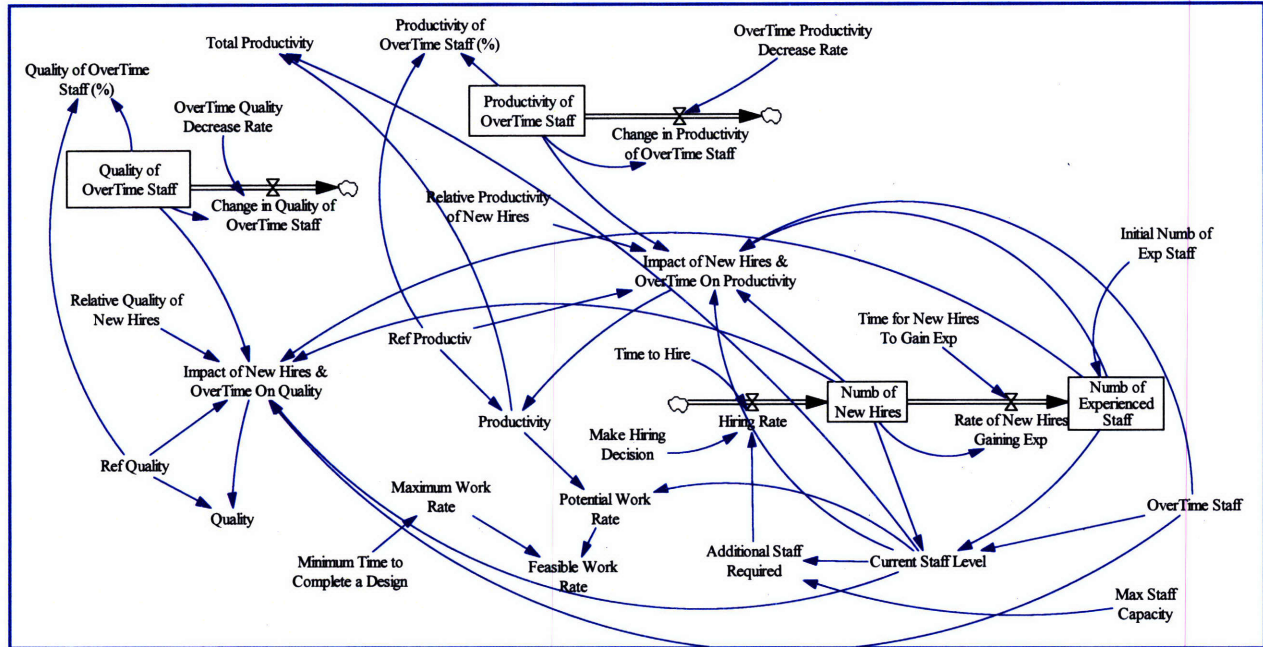 Total Productivity
Productivity of
OverTime Staff (%)
OverTime Productivity
Decrease Rate
Quality of OverTime
Staff (%)
OverTime Quality
Decrease Rate
Productivity of
OverTime Staff
Change in Productivity
of OverTime Staff
Quality of
OverTime Staff
Change in Quality of
OverTime Staff
Relative Productivity
of New Hires
Initial Numb of
Exp Staff
Impact of New Hires &
OverTime On Productivity
Relative Quality of
New Hires
Ref Productiv
Time for New Hires
To Gain Exp
Time to Hire
Impact of New Hires &
OverTime On Quality
Numb of
New Hires
Numb of
Experienced
Staff
Productivity
Hiring Rate
Rate of New Hires
Gaining Exp
Make Hiring
Decision
Ref Quality
Maximum Work
Rate
Potential Work
Rate
OverTime Staff
Quality
Minimum Time to
Complete a Design
Feasible Work
Rate
Additional Staff
Required
Current Staff Level
Max Staff
Capacity